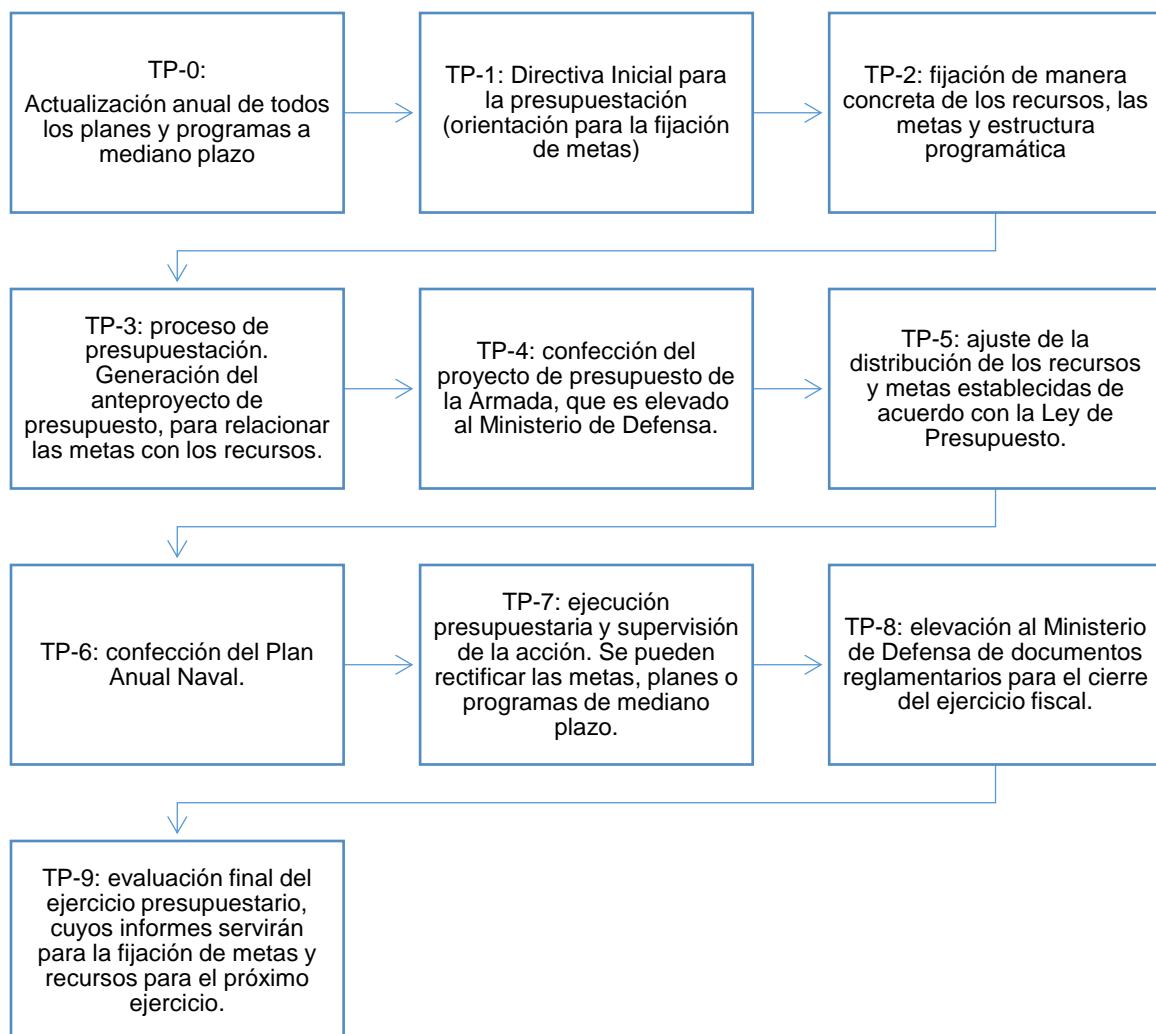 TP-0:
Actualización anual de todos
los planes y programas a
mediano plazo
TP-1: Directiva Inicial para
la presupuestación
(orientación para la fijación
de metas)
TP-2: fijación de manera
concreta de los recursos, las
metas y estructura
programática
TP-3: proceso de
presupuestación.
Generación del
anteproyecto de
presupuesto, para relacionar
las metas con los recursos.
TP-4: confección del
proyecto de presupuesto de
la Armada, que es elevado
al Ministerio de Defensa.
TP-5: ajuste de la
distribución de los recursos
y metas establecidas de
acuerdo con la Ley de
Presupuesto.
TP-6: confección del Plan
Anual Naval.
TP-7: ejecución
presupuestaria y supervisión
de la acción. Se pueden
rectificar las metas, planes o
programas de mediano
plazo.
TP-8: elevación al Ministerio
de Defensa de documentos
reglamentarios para el cierre
del ejercicio fiscal.
TP-9: evaluación final del
ejercicio presupuestario,
cuyos informes servirán
para la fijación de metas y
recursos para el próximo
ejercicio.